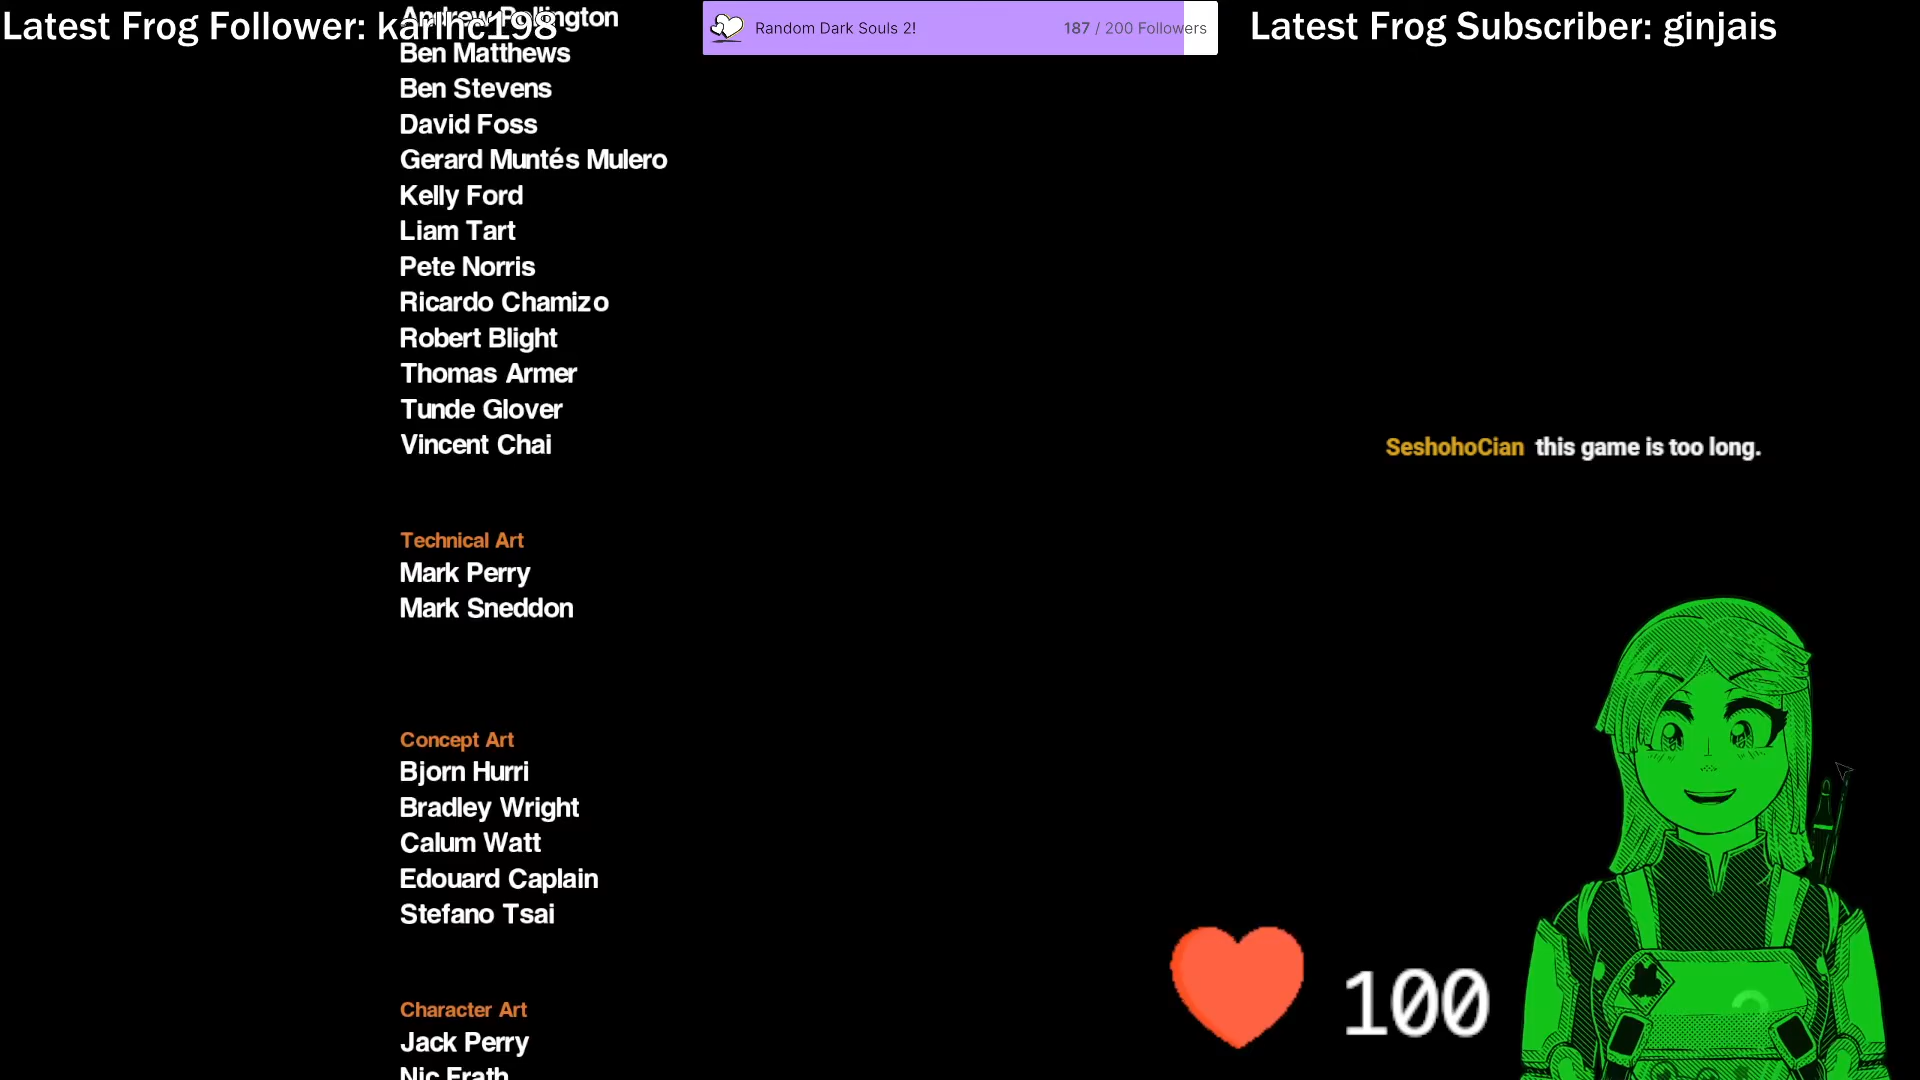 Latest Frog Follower: karinc198
Random Dark Souls 2!
187 / 200 Followers
Latest Frog Subscriber: ginjais
Ben Matthews
Ben Stevens
David Foss
Gerard Muntés Mulero
Kelly Ford
Liam Tart
Pete Norris
Ricardo Chamizo
Robert Blight
Thomas Armer
Tunde Glover
Vincent Chai
SeshohoCian this game is too long.
Technical Art
Mark Perry
Mark Sneddon
Concept Art
Bjorn Hurri
Bradley Wright
Calum Watt
Edouard Caplain
Stefano Tsai
Character Art
Jack Perry
100